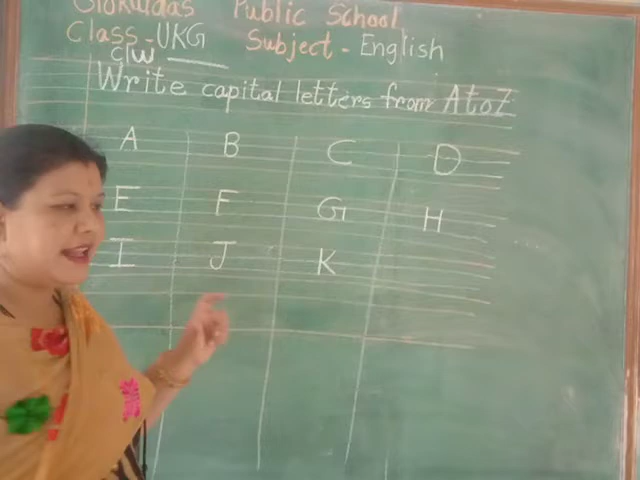 Public School
Class - UKG Subject - English
C/W
Write capital letters from A to Z
A B C D
E F G H
I J K